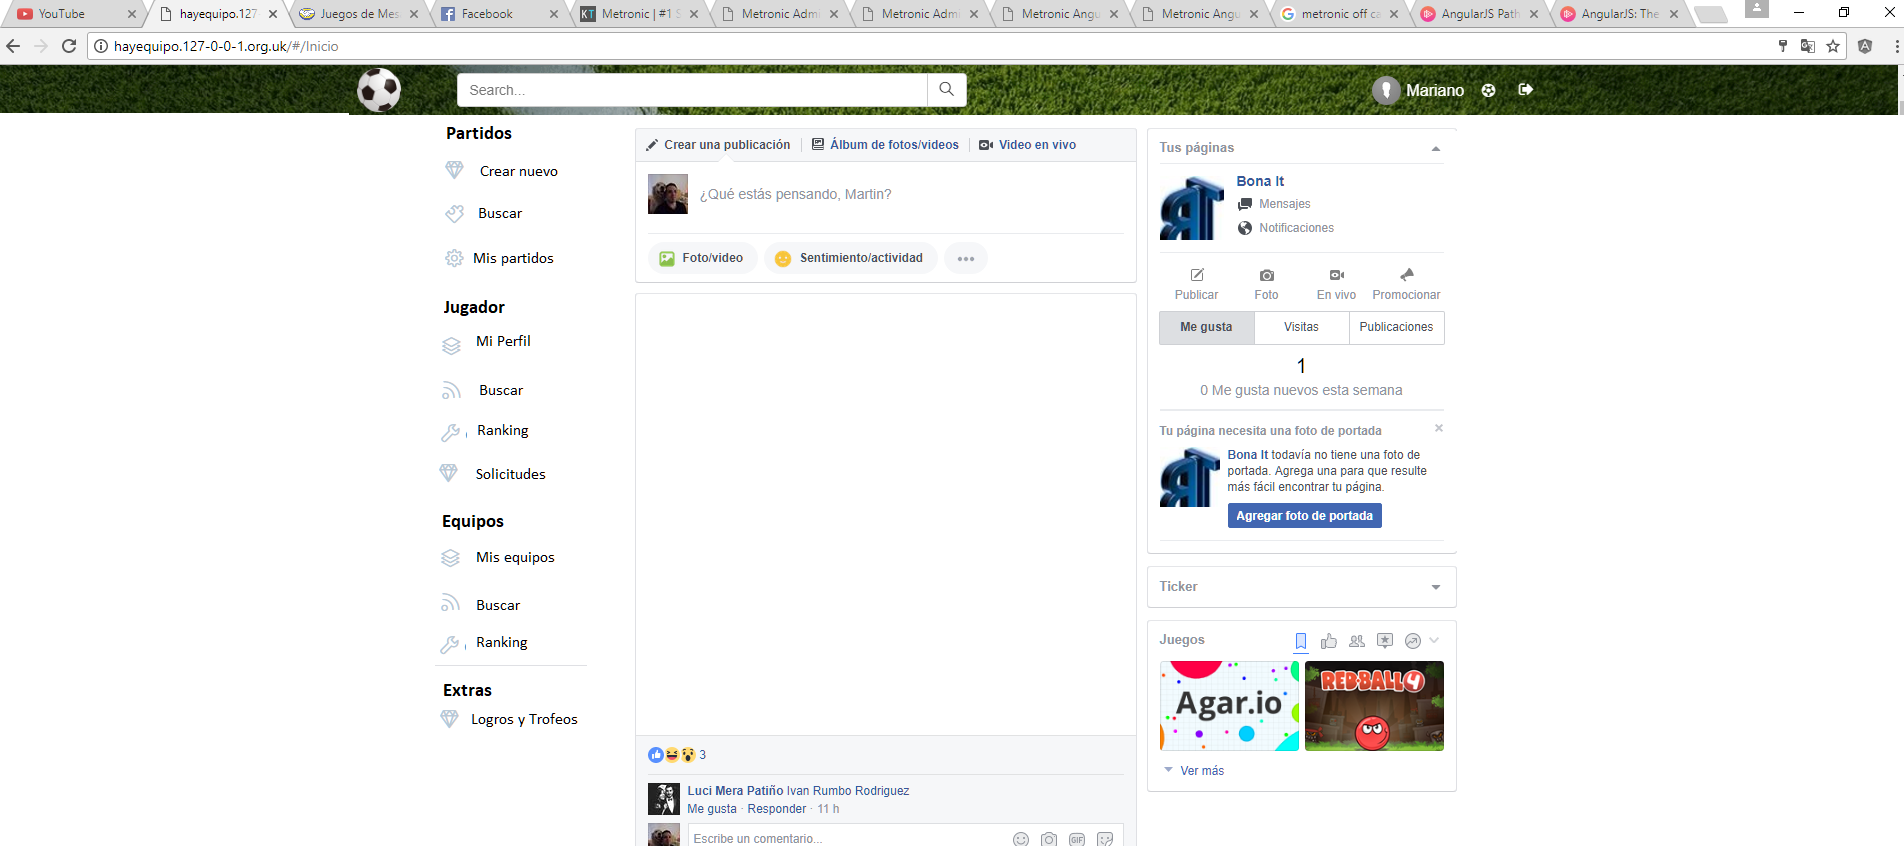 YouTube
hayequipo.127-
Juegos de Mes
Facebook
KT Metronic | #1 S
Metronic Admi
Metronic Admi
Metronic Angu
Metronic Angu
metronic off ca
AngularJS Path
AngularJS: The
hayequipo.127-0-0-1.org.uk/#/Inicio
Search...
Mariano
Partidos
Crear nuevo
Buscar
Mis partidos
Jugador
Mi Perfil
Buscar
Ranking
Solicitudes
Equipos
Mis equipos
Buscar
Ranking
Extras
Logros y Trofeos
Crear una publicación
Álbum de fotos/videos
Video en vivo
¿Qué estás pensando, Martin?
Foto/video
Sentimiento/actividad
3
Luci Mera Patiño Ivan Rumbo Rodriguez
Me gusta · Responder · 11 h
Escribe un comentario...
GIF
Tus páginas
Bona It
Mensajes
Notificaciones
Publicar
Foto
En vivo
Promocionar
Me gusta
Visitas
Publicaciones
1
0 Me gusta nuevos esta semana
Tu página necesita una foto de portada
Bona It todavía no tiene una foto de
portada. Agrega una para que resulte
más fácil encontrar tu página.
Agregar foto de portada
Ticker
Juegos
Agar.io
REDBALL 4
Ver más